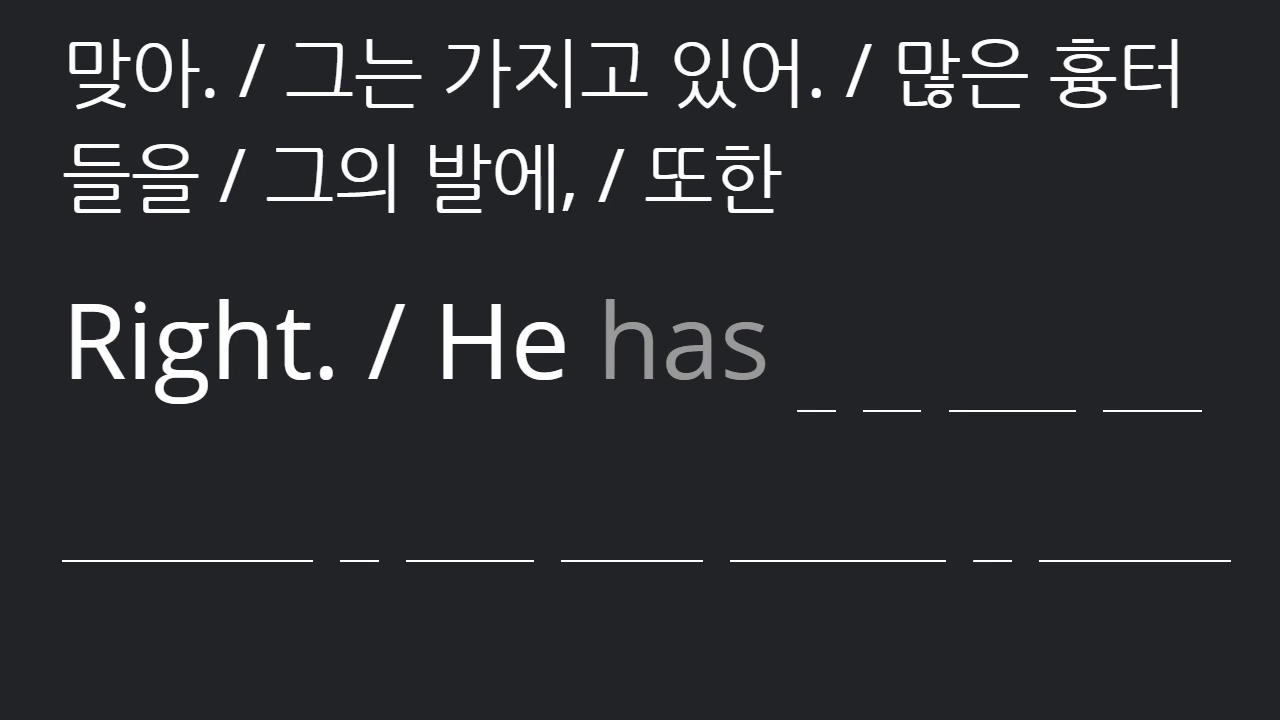 맞아. / 그는 가지고 있어. / 많은 흉터
들을 / 그의 발에, / 또한
Right. / He has